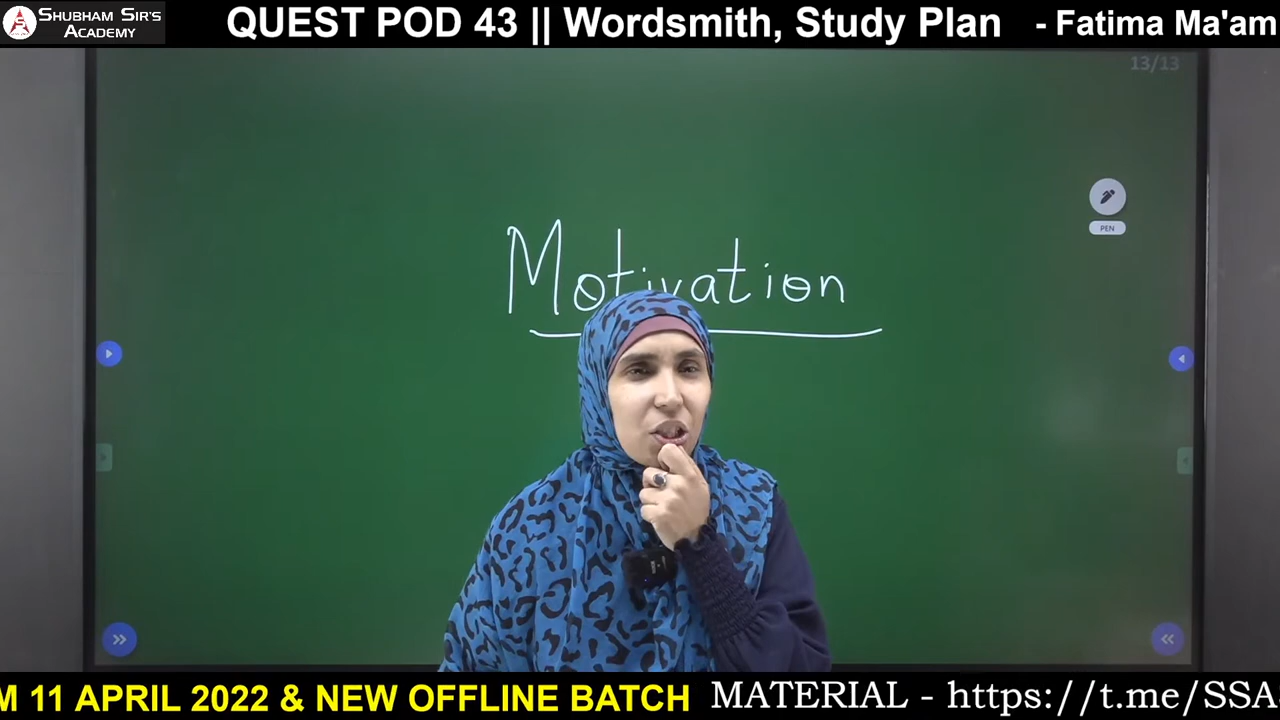 SHUBHAM SIR'S
ACADEMY
QUEST POD 43 || Wordsmith, Study Plan - Fatima Ma'am
13/13
PEN
Motivation
M 11 APRIL 2022 & NEW OFFLINE BATCH MATERIAL - https://t.me/SSA